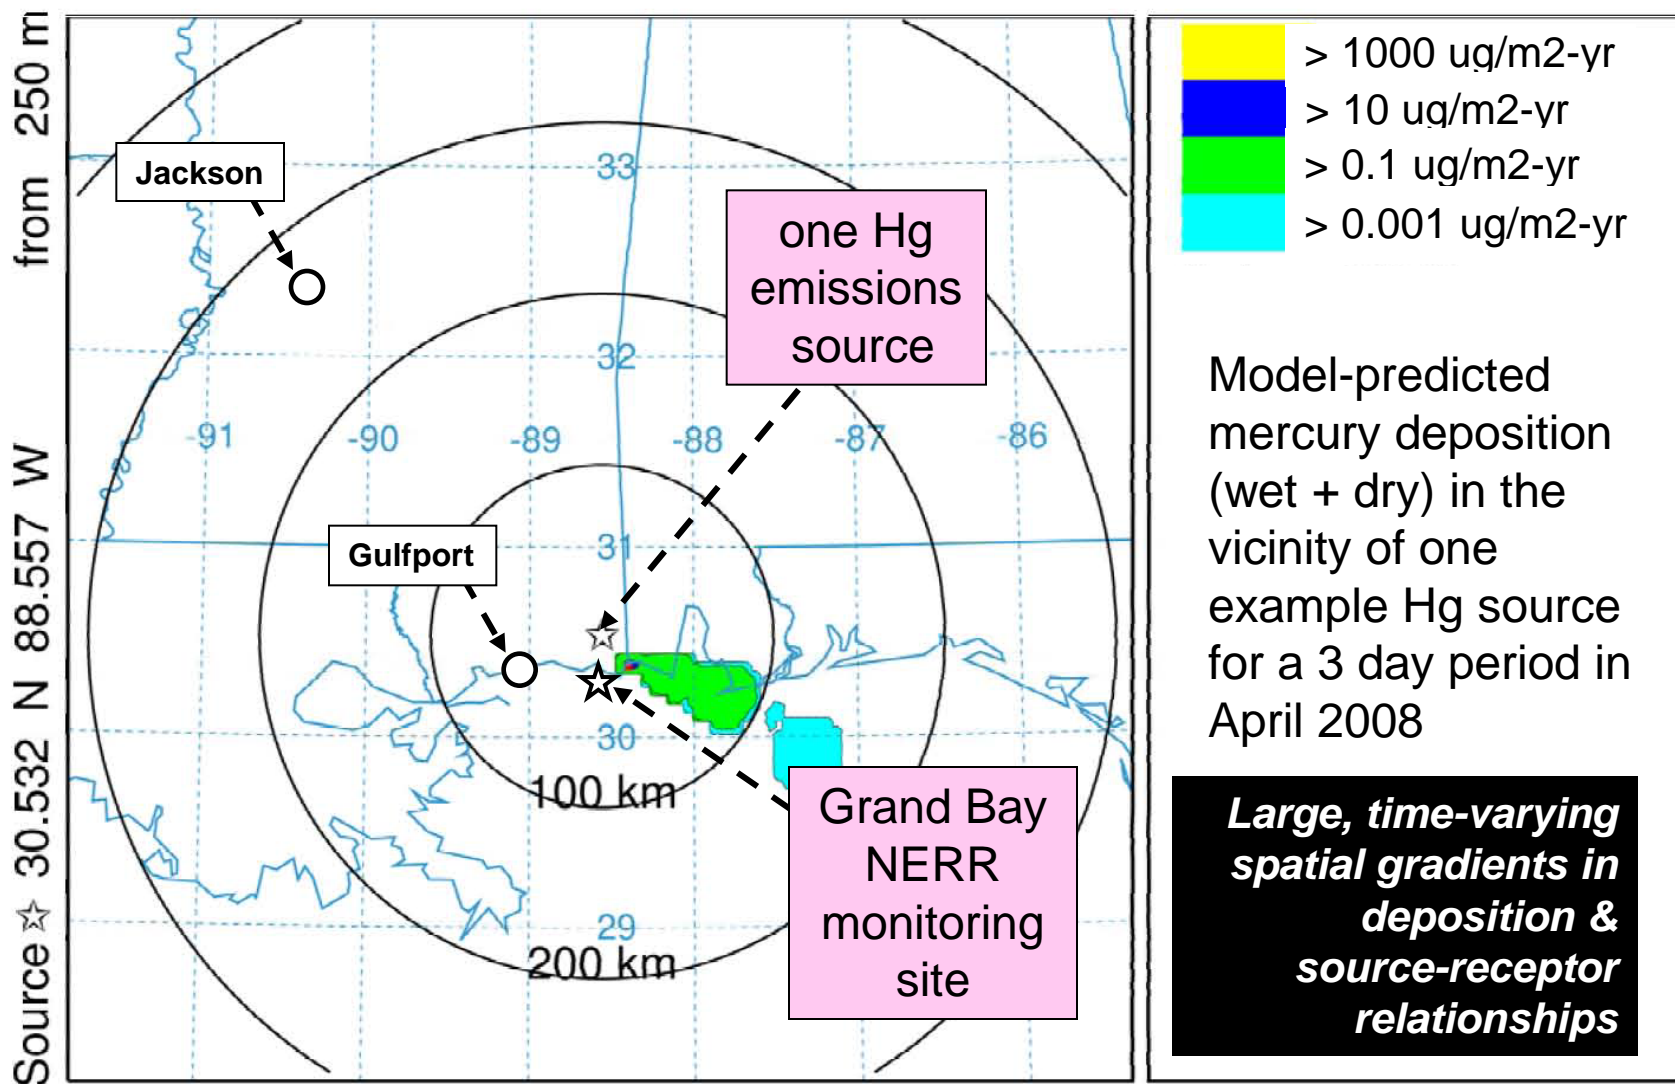 Source ☆ 30.532 N 88.557 W from 250 m
Jackson
33
one Hg
emissions
source
32
-91
-90
-89
-88
-87
-86
Gulfport
31
30
100 km
Grand Bay
NERR
monitoring
site
29
200 km
> 1000 ug/m2-yr
> 10 ug/m2-yr
> 0.1 ug/m2-yr
> 0.001 ug/m2-yr
Model-predicted
mercury deposition
(wet + dry) in the
vicinity of one
example Hg source
for a 3 day period in
April 2008
Large, time-varying
spatial gradients in
deposition &
source-receptor
relationships